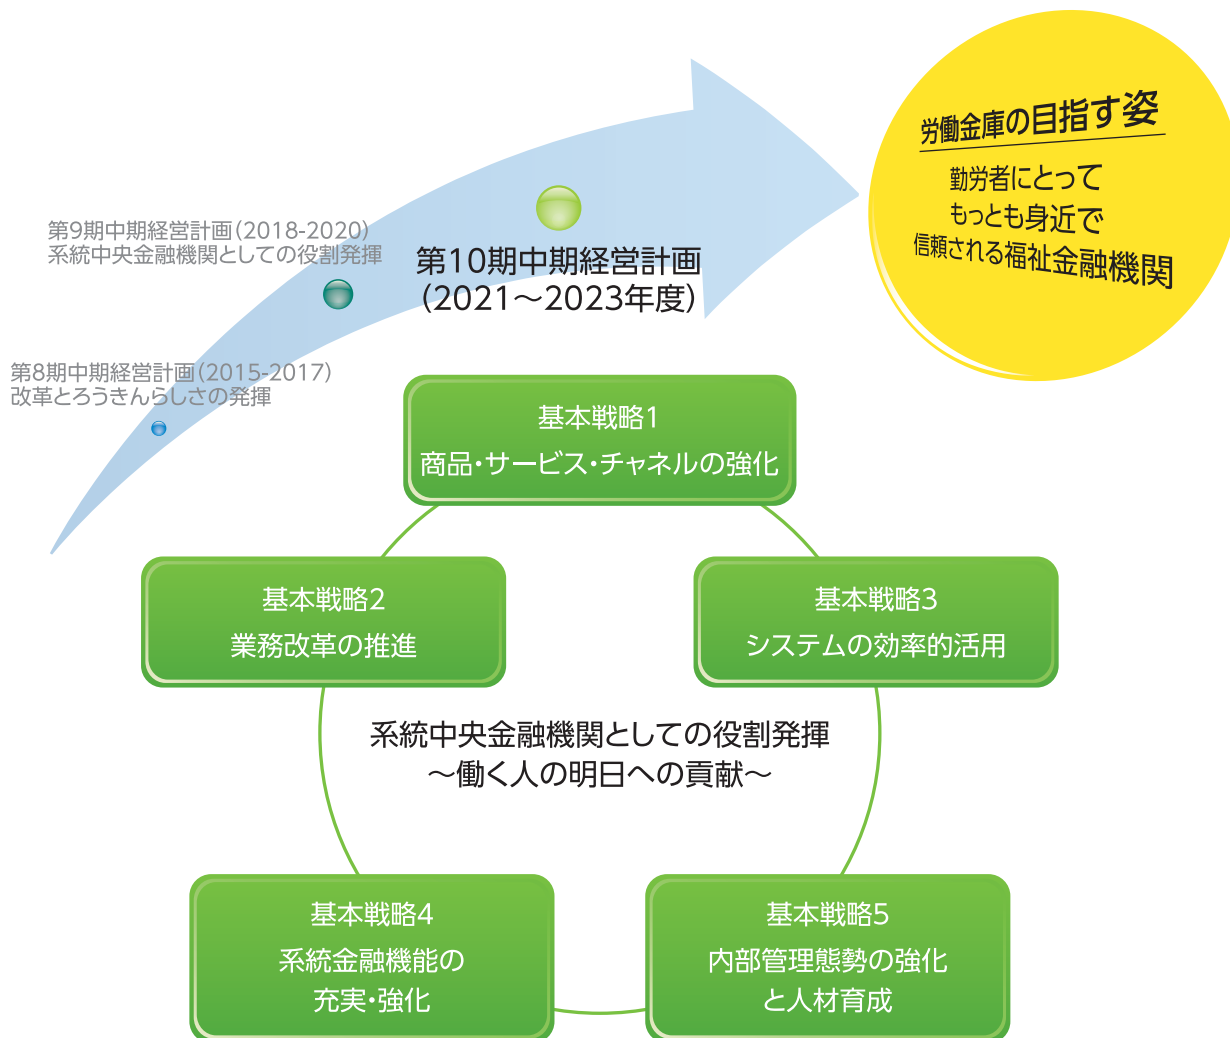 労働金庫の目指す姿
勤労者にとって
もっとも身近で
信頼される福祉金融機関
第9期中期経営計画(2018-2020)
系統中央金融機関としての役割発揮
第10期中期経営計画
(2021~2023年度)
第8期中期経営計画(2015-2017)
改革とろうきんらしさの発揮
基本戦略1
商品・サービス・チャネルの強化
基本戦略2
業務改革の推進
基本戦略3
システムの効率的活用
系統中央金融機関としての役割発揮
~働く人の明日への貢献~
基本戦略4
系統金融機能の
充実・強化
基本戦略5
内部管理態勢の強化
と人材育成